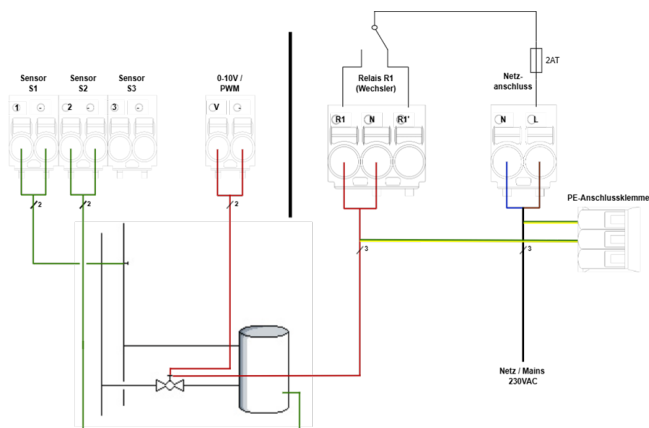 2AT
Sensor
S1
Sensor
S2
Sensor
S3
0-10V /
PWM
Relais R1
(Wechsler)
Netz-
anschluss
1
2
3
V
R1
N
R1'
N
L
PE-Anschlussklemme
2
2
2
3
3
Netz / Mains
230VAC